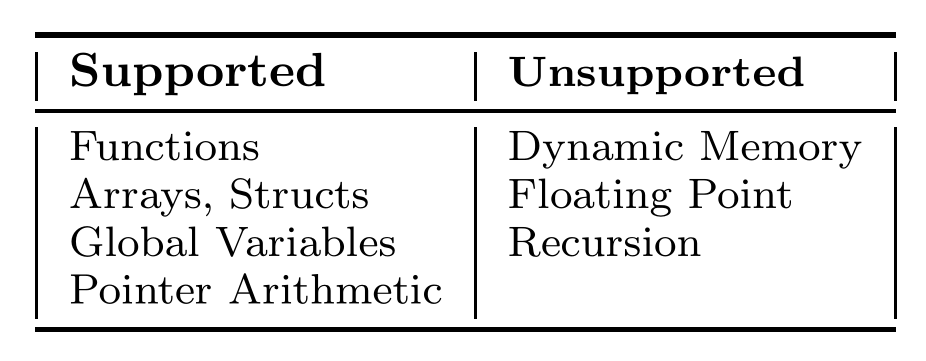 Supported Unsupported
Functions Dynamic Memory
Arrays, Structs Floating Point
Global Variables Recursion
Pointer Arithmetic